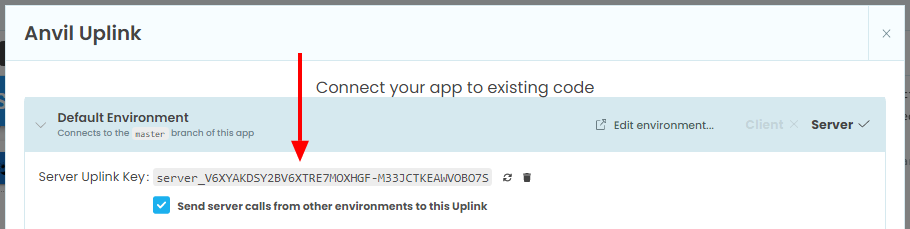 Anvil Uplink
Connect your app to existing code
Default Environment
Connects to the master branch of this app
Edit environment...
Client
Server
Server Uplink Key: server_V6XYAKDSY2BV6XTRE7MOXHGF-M33JCTKEAWVOBO7S
Send server calls from other environments to this Uplink